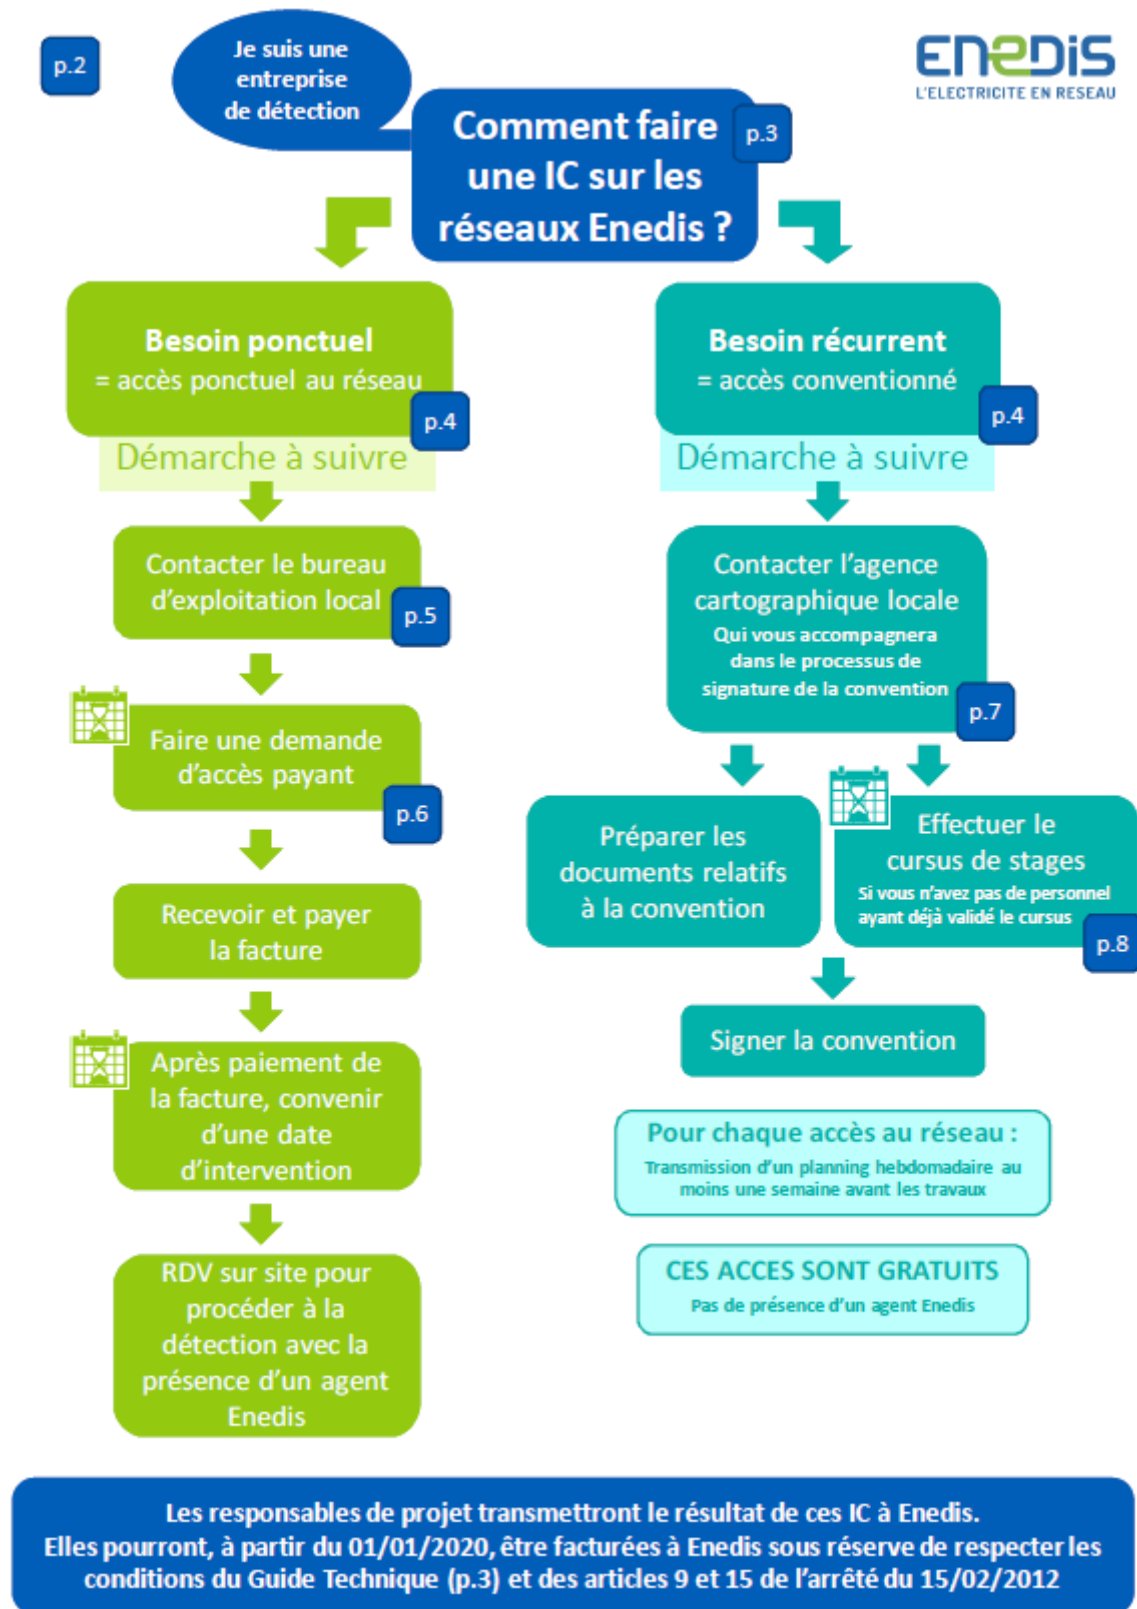 p.2
Je suis une
entreprise
de détection
ENEDIS
L'ELECTRICITE EN RESEAU
Comment faire
une IC sur les
réseaux Enedis ?
p.3
Besoin ponctuel
= accès ponctuel au réseau
p.4
Démarche à suivre
Contacter le bureau
d'exploitation local
p.5
Faire une demande
d'accès payant
p.6
Recevoir et payer
la facture
Après paiement de
la facture, convenir
d'une date
d'intervention
RDV sur site pour
procéder à la
détection avec la
présence d'un agent
Enedis
Besoin récurrent
= accès conventionné
p.4
Démarche à suivre
Contacter l'agence
cartographique locale
Qui vous accompagnera
dans le processus de
signature de la convention
p.7
Préparer les
documents relatifs
à la convention
Effectuer le
cursus de stages
Si vous n'avez pas de personnel
ayant déjà validé le cursus
p.8
Signer la convention
Pour chaque accès au réseau :
Transmission d'un planning hebdomadaire au
moins une semaine avant les travaux
CES ACCES SONT GRATUITS
Pas de présence d'un agent Enedis
Les responsables de projet transmettront le résultat de ces IC à Enedis.
Elles pourront, à partir du 01/01/2020, être facturées à Enedis sous réserve de respecter les
conditions du Guide Technique (p.3) et des articles 9 et 15 de l'arrêté du 15/02/2012